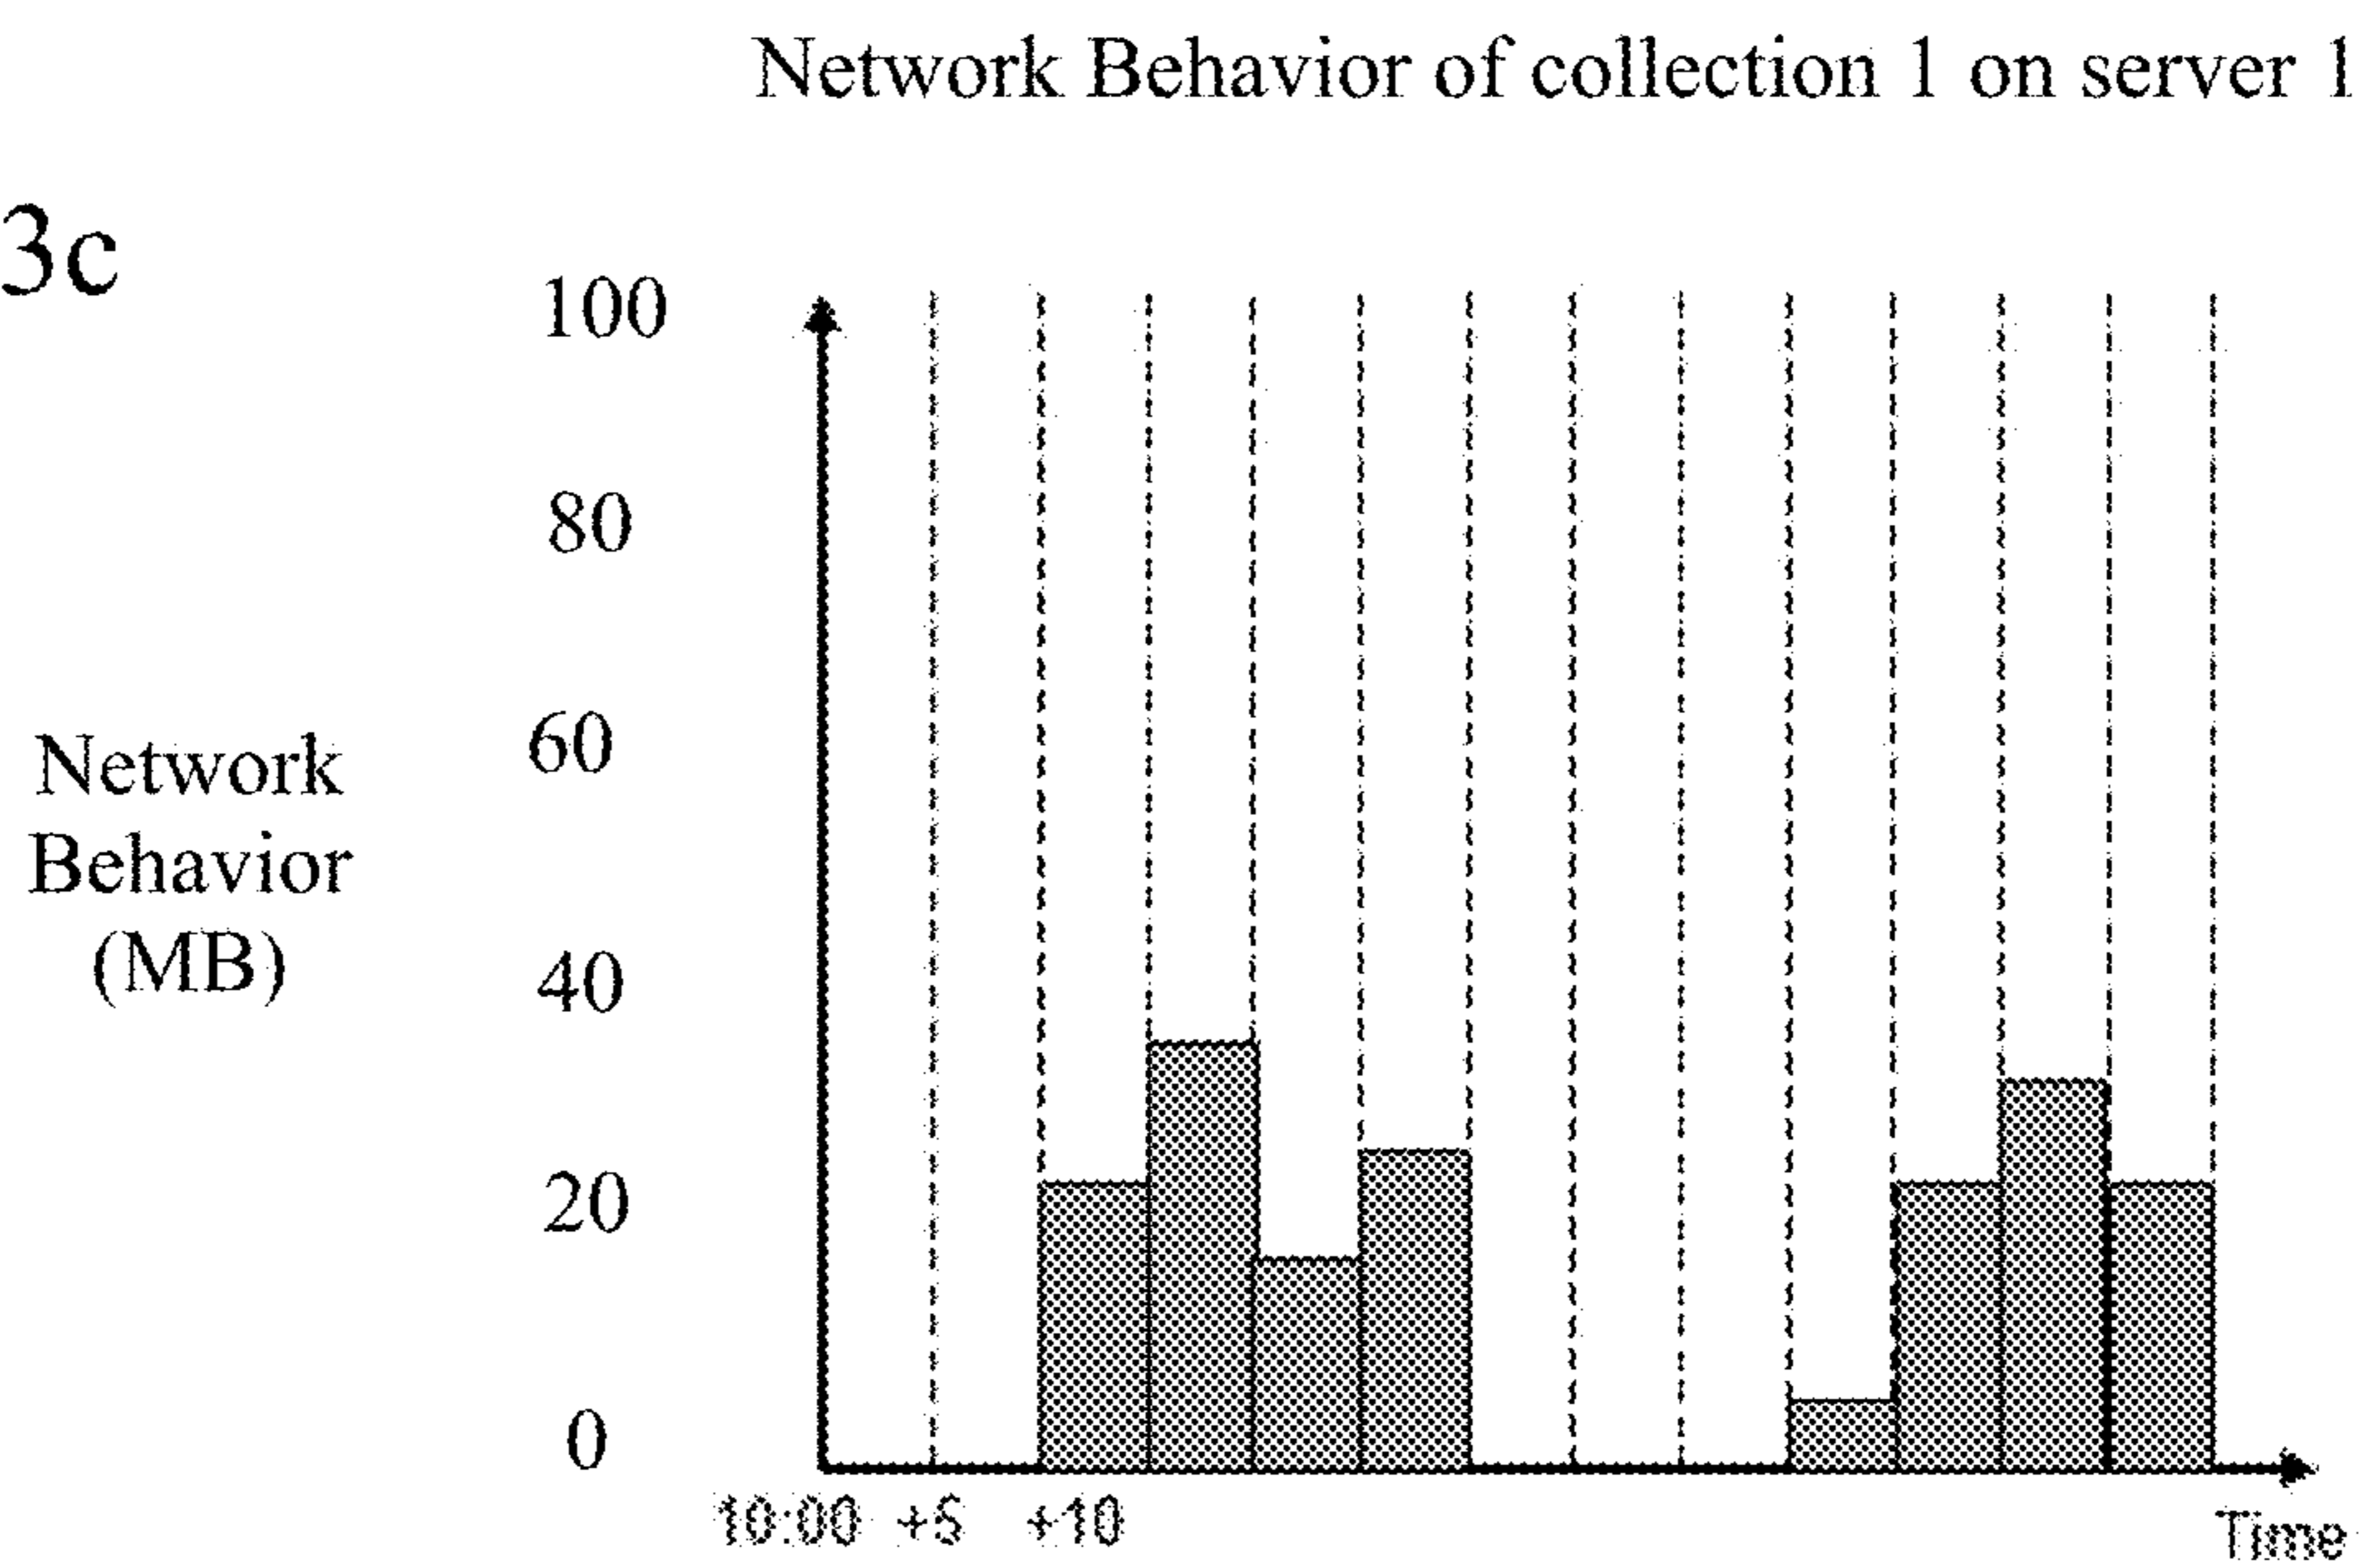 Network Behavior of collection 1 on server 1
3c
100
80
60
Network
Behavior
(MB)
40
20
0
10:00 +5 +10
Time